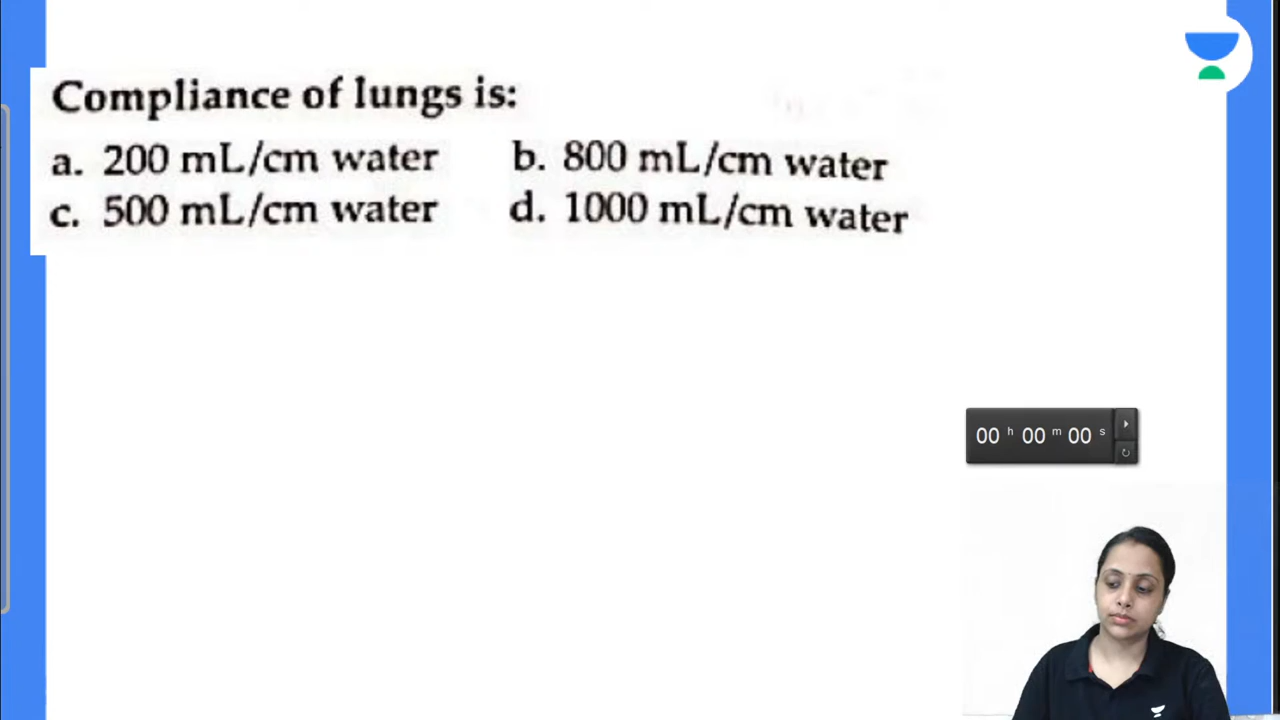 Compliance of lungs is:
a. 200 mL/cm water b. 800 mL/cm water
c. 500 mL/cm water d. 1000 mL/cm water
00 h 00 m 00 s